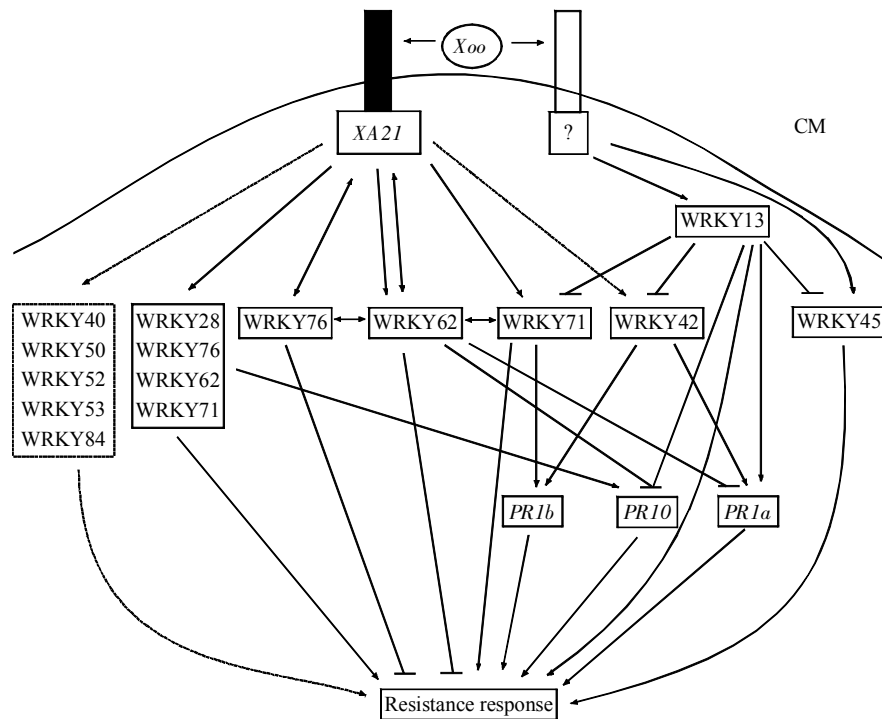 Xoo
XA21
?
CM
WRKY13
WRKY40
WRKY50
WRKY52
WRKY53
WRKY84
WRKY28
WRKY76
WRKY62
WRKY71
WRKY76
WRKY62
WRKY71
WRKY42
WRKY45
PR1b
PR10
PR1a
Resistance response